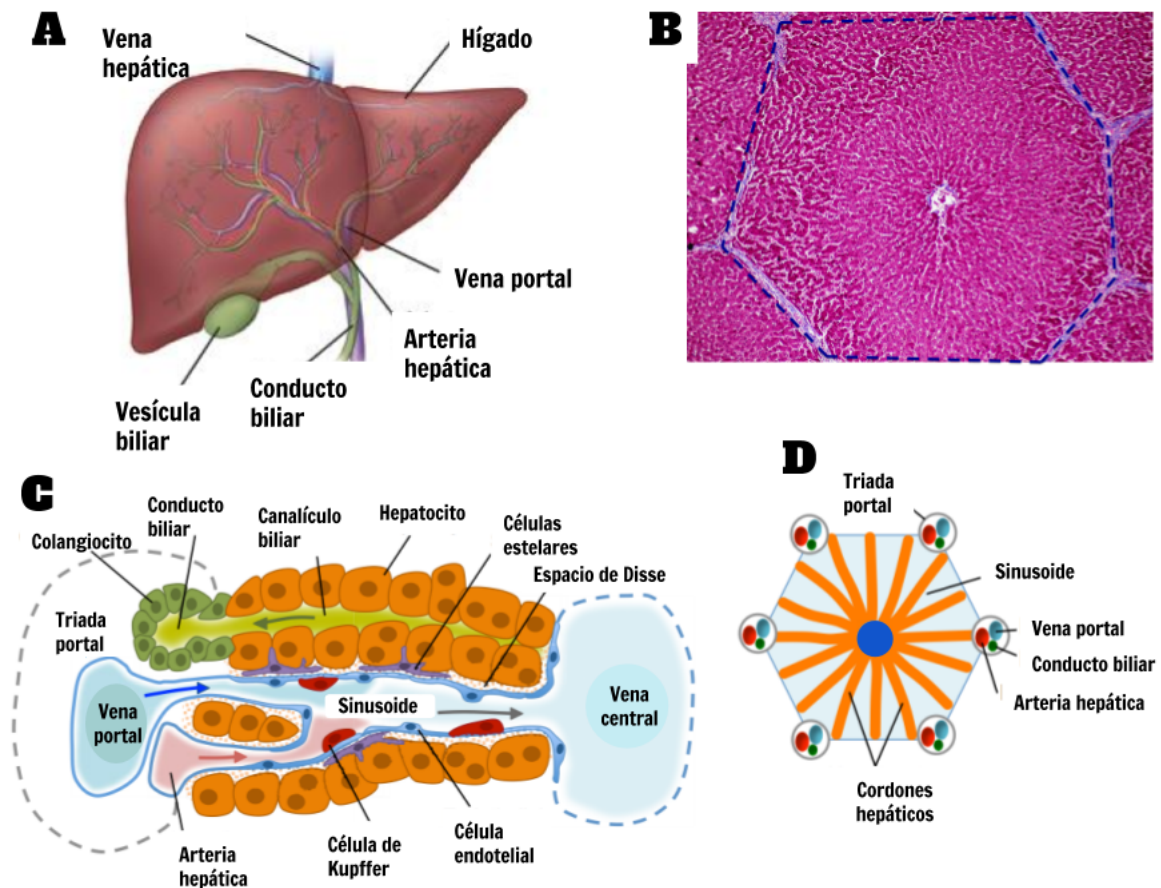 A
Vena
hepática
Hígado
Vena portal
Arteria
hepática
Conducto
biliar
Vesícula
biliar
B
C
Colangiocito
Conducto
biliar
Canalículo
biliar
Hepatocito
Células
estelares
Espacio de Disse
Triada
portal
Vena
portal
Sinusoide
Vena
central
Arteria
hepática
Célula de
Kupffer
Célula
endotelial
D
Triada
portal
Sinusoide
Vena portal
Conducto biliar
Arteria hepática
Cordones
hepáticos